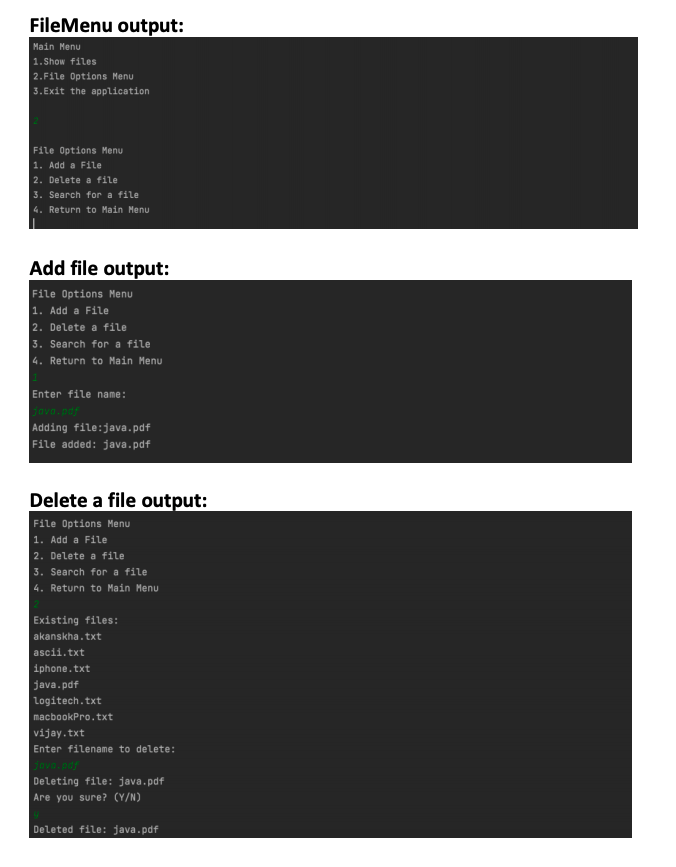 FileMenu output:
Main Menu
1.Show files
2.File Options Menu
3.Exit the application
2
File Options Menu
1. Add a File
2. Delete a file
3. Search for a file
4. Return to Main Menu
Add file output:
File Options Menu
1. Add a File
2. Delete a file
3. Search for a file
4. Return to Main Menu
1
Enter file name:
java.pdf
Adding file:java.pdf
File added: java.pdf
Delete a file output:
File Options Menu
1. Add a File
2. Delete a file
3. Search for a file
4. Return to Main Menu
2
Existing files:
akanskha.txt
ascii.txt
iphone.txt
java.pdf
logitech.txt
macbookPro.txt
vijay.txt
Enter filename to delete:
java.pdf
Deleting file: java.pdf
Are you sure? (Y/N)
y
Deleted file: java.pdf